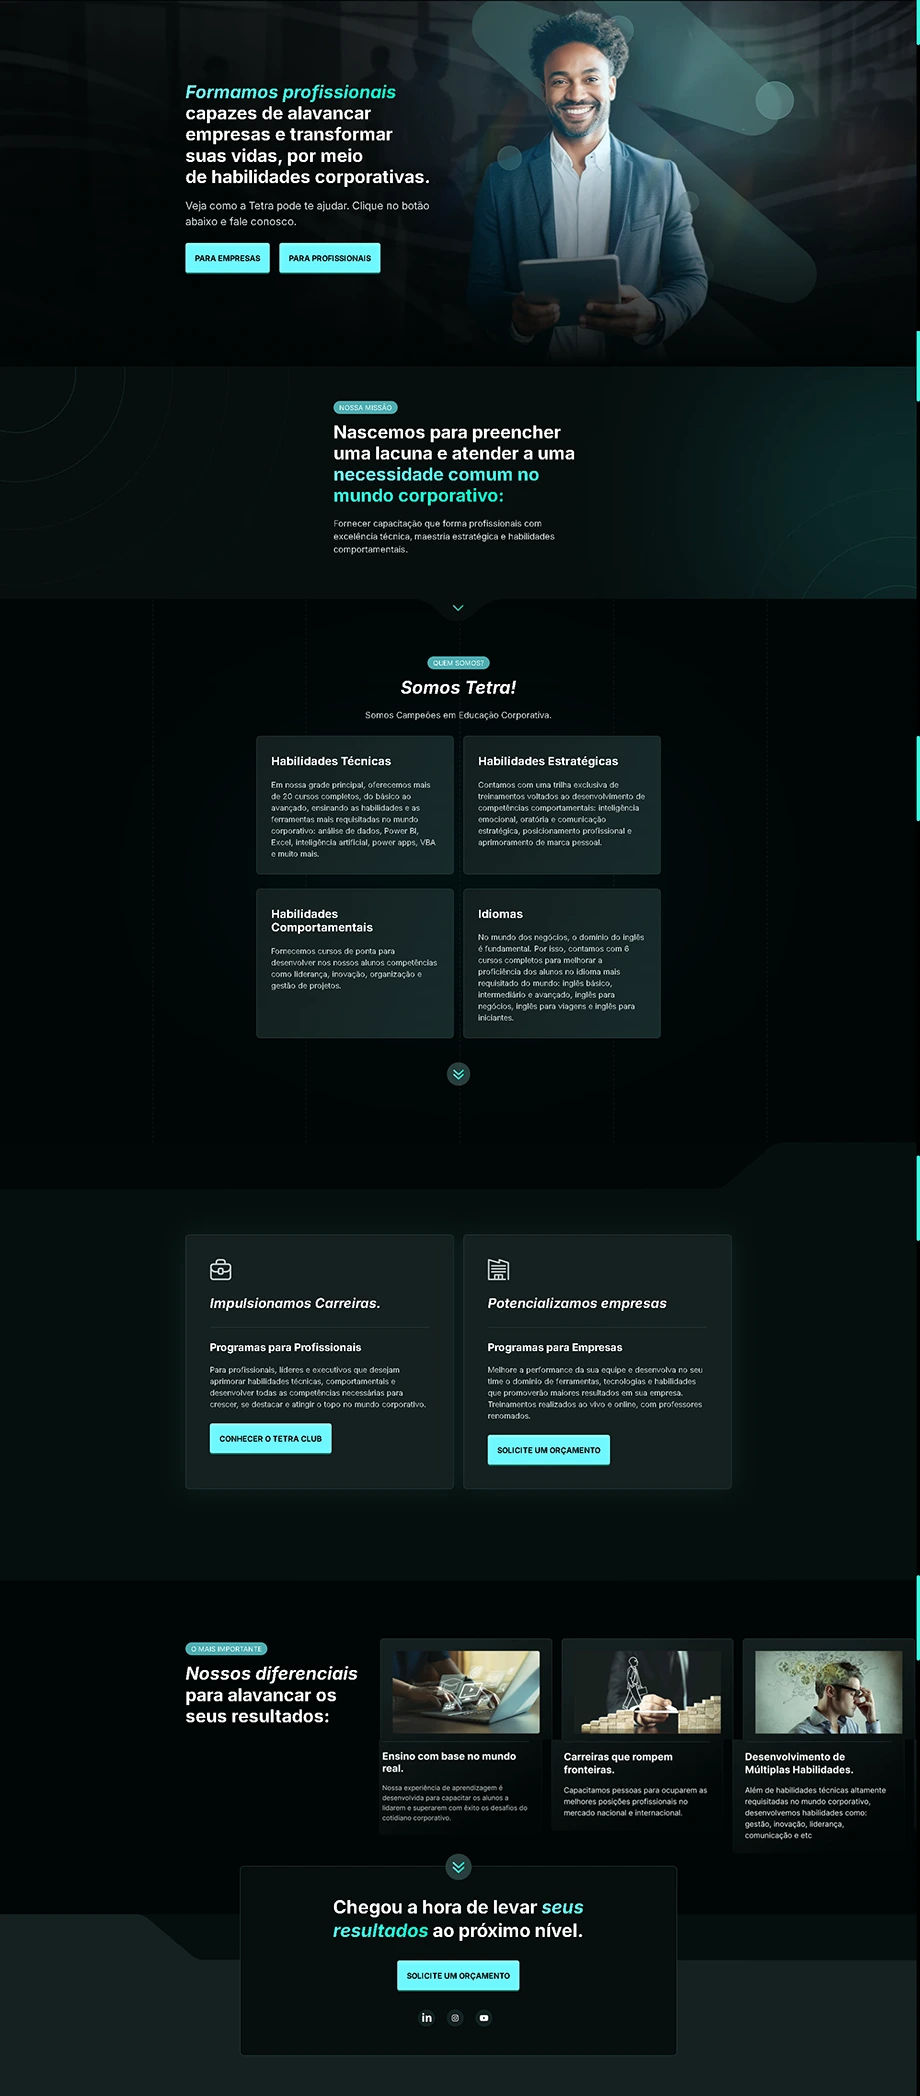 Formamos profissionais
capazes de alavancar
empresas e transformar
suas vidas, por meio
de habilidades corporativas.
Veja como a Tetra pode te ajudar. Clique no botão
abaixo e fale conosco.
PARA EMPRESAS
PARA PROFISSIONAIS
NOSSA MISSÃO
Nascemos para preencher
uma lacuna e atender a uma
necessidade comum no
mundo corporativo:
Fornecer capacitação que forma profissionais com
excelência técnica, maestria estratégica e habilidades
comportamentais.
QUEM SOMOS?
Somos Tetra!
Somos Campeões em Educação Corporativa.
Habilidades Técnicas
Em nossa grade principal, oferecemos mais
de 20 cursos completos, do básico ao
avançado, ensinando as habilidades e as
ferramentas mais requisitadas no mundo
corporativo: análise de dados, Power BI,
Excel, inteligência artificial, power apps, VBA
e muito mais.
Habilidades Estratégicas
Contamos com uma trilha exclusiva de
treinamentos voltados ao desenvolvimento de
competências comportamentais: inteligência
emocional, oratória e comunicação
estratégica, posicionamento profissional e
aprimoramento de marca pessoal.
Habilidades
Comportamentais
Fornecemos cursos de ponta para
desenvolver nos nossos alunos competências
como liderança, inovação, organização e
gestão de projetos.
Idiomas
No mundo dos negócios, o domínio do inglês
é fundamental. Por isso, contamos com 6
cursos completos para melhorar a
proficiência dos alunos no idioma mais
requisitado do mundo: inglês básico,
intermediário e avançado, inglês para
negócios, inglês para viagens e inglês para
iniciantes.
Impulsionamos Carreiras.
Programas para Profissionais
Para profissionais, líderes e executivos que desejam
aprimorar habilidades técnicas, comportamentais e
desenvolver todas as competências necessárias para
crescer, se destacar e atingir o topo no mundo corporativo.
CONHECER O TETRA CLUB
Potencializamos empresas
Programas para Empresas
Melhore a performance da sua equipe e desenvolva no seu
time o domínio de ferramentas, tecnologias e habilidades
que promoverão maiores resultados em sua empresa.
Treinamentos realizados ao vivo e online, com professores
renomados.
SOLICITE UM ORÇAMENTO
O MAIS IMPORTANTE
Nossos diferenciais
para alavancar os
seus resultados:
Ensino com base no mundo
real.
Nossa experiência de aprendizagem é
desenvolvida para capacitar os alunos a
lidarem e superarem com êxito os desafios do
cotidiano corporativo.
Carreiras que rompem
fronteiras.
Capacitamos pessoas para ocuparem as
melhores posições profissionais no
mercado nacional e internacional.
Desenvolvimento de
Múltiplas Habilidades.
Além de habilidades técnicas altamente
requisitadas no mundo corporativo,
desenvolvemos habilidades como:
gestão, inovação, liderança,
comunicação e etc
Chegou a hora de levar seus
resultados ao próximo nível.
SOLICITE UM ORÇAMENTO
in